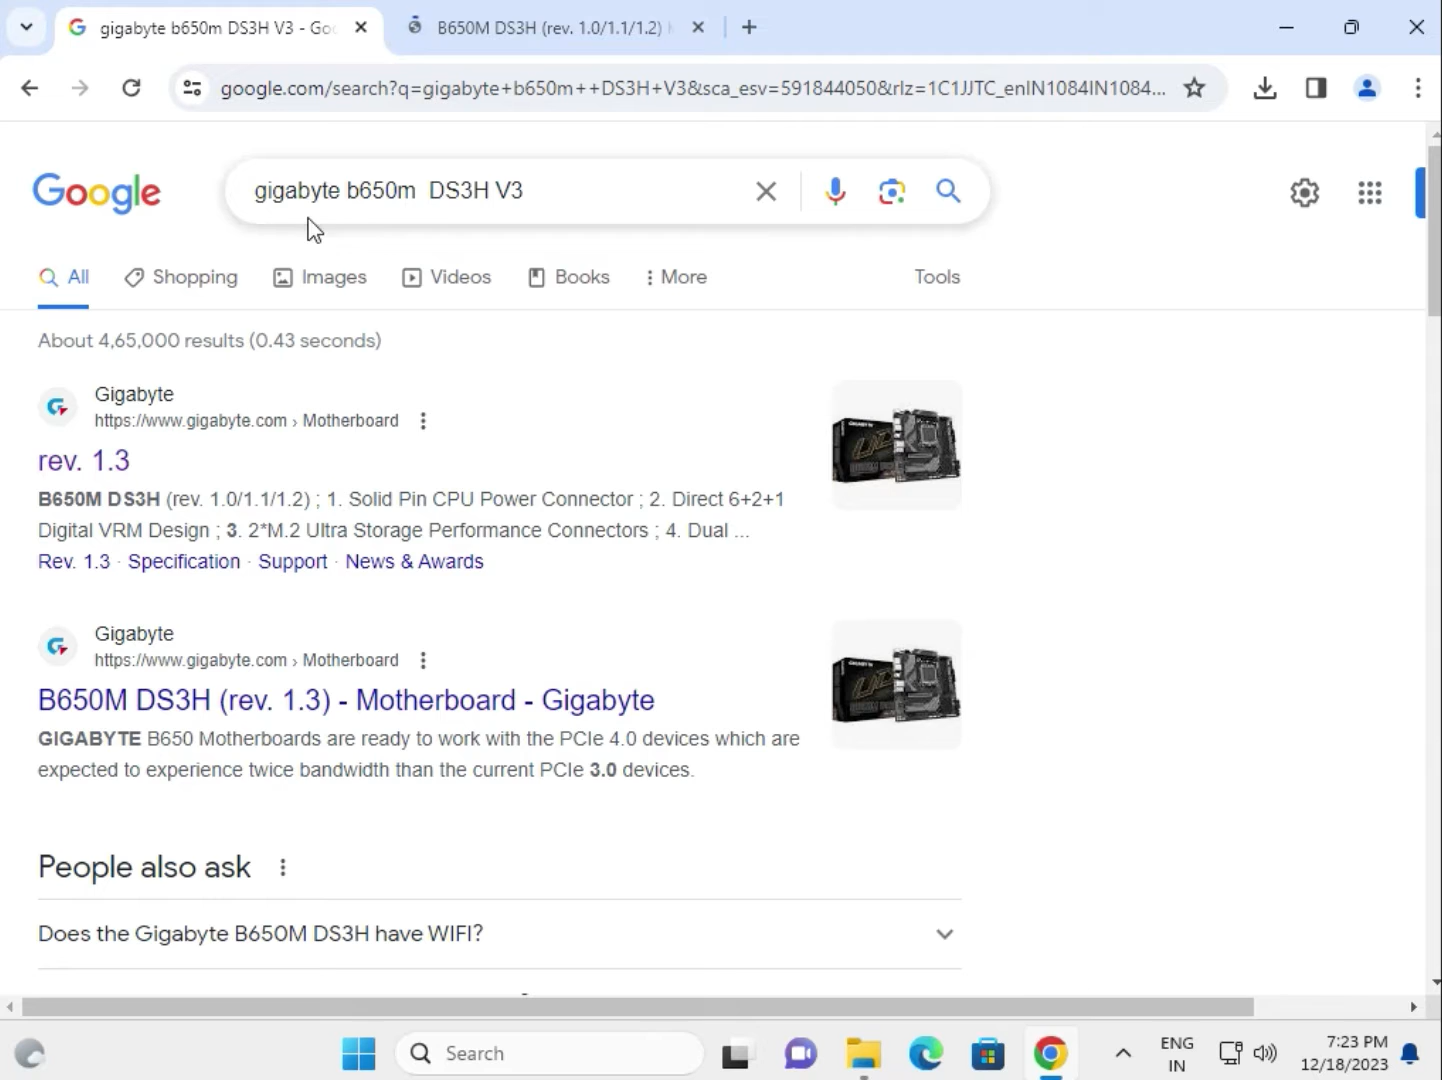 gigabyte b650m DS3H V3 - Goo
B650M DS3H (rev. 1.0/1.1/1.2)
google.com/search?q=gigabyte+b650m++DS3H+V3&sca_esv=591844050&rlz=1C1JJTC_enIN1084IN1084...
Google
gigabyte b650m  DS3H V3
All
Shopping
Images
Videos
Books
More
Tools
About 4,65,000 results (0.43 seconds)
Gigabyte
https://www.gigabyte.com › Motherboard
rev. 1.3
B650M DS3H (rev. 1.0/1.1/1.2) ; 1. Solid Pin CPU Power Connector ; 2. Direct 6+2+1
Digital VRM Design ; 3. 2*M.2 Ultra Storage Performance Connectors ; 4. Dual ...
Rev. 1.3 · Specification · Support · News & Awards
Gigabyte
https://www.gigabyte.com › Motherboard
B650M DS3H (rev. 1.3) - Motherboard - Gigabyte
GIGABYTE B650 Motherboards are ready to work with the PCIe 4.0 devices which are
expected to experience twice bandwidth than the current PCIe 3.0 devices.
People also ask
Does the Gigabyte B650M DS3H have WIFI?
Search
ENG
IN
7:23 PM
12/18/2023